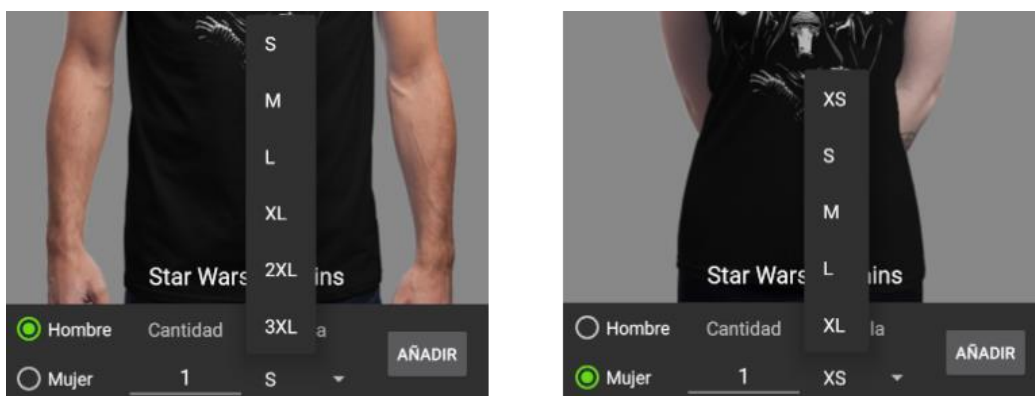 S
M
L
XL
2XL
3XL
Star Wars ins
Hombre Cantidad a
AÑADIR
Mujer 1 S
XS
S
M
L
XL
Star Wars ins
Hombre Cantidad la
AÑADIR
Mujer 1 XS